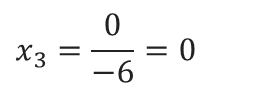 x₃ = 0/−6 = 0